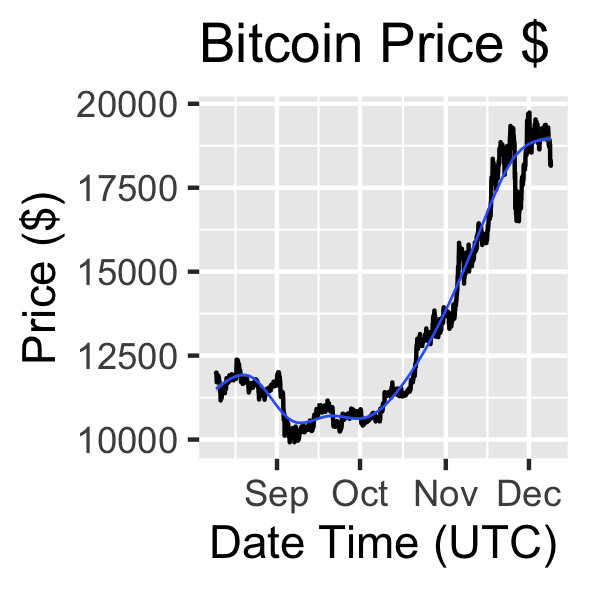 Bitcoin Price $
20000
17500
15000
12500
10000
Price ($)
Sep Oct Nov Dec
Date Time (UTC)